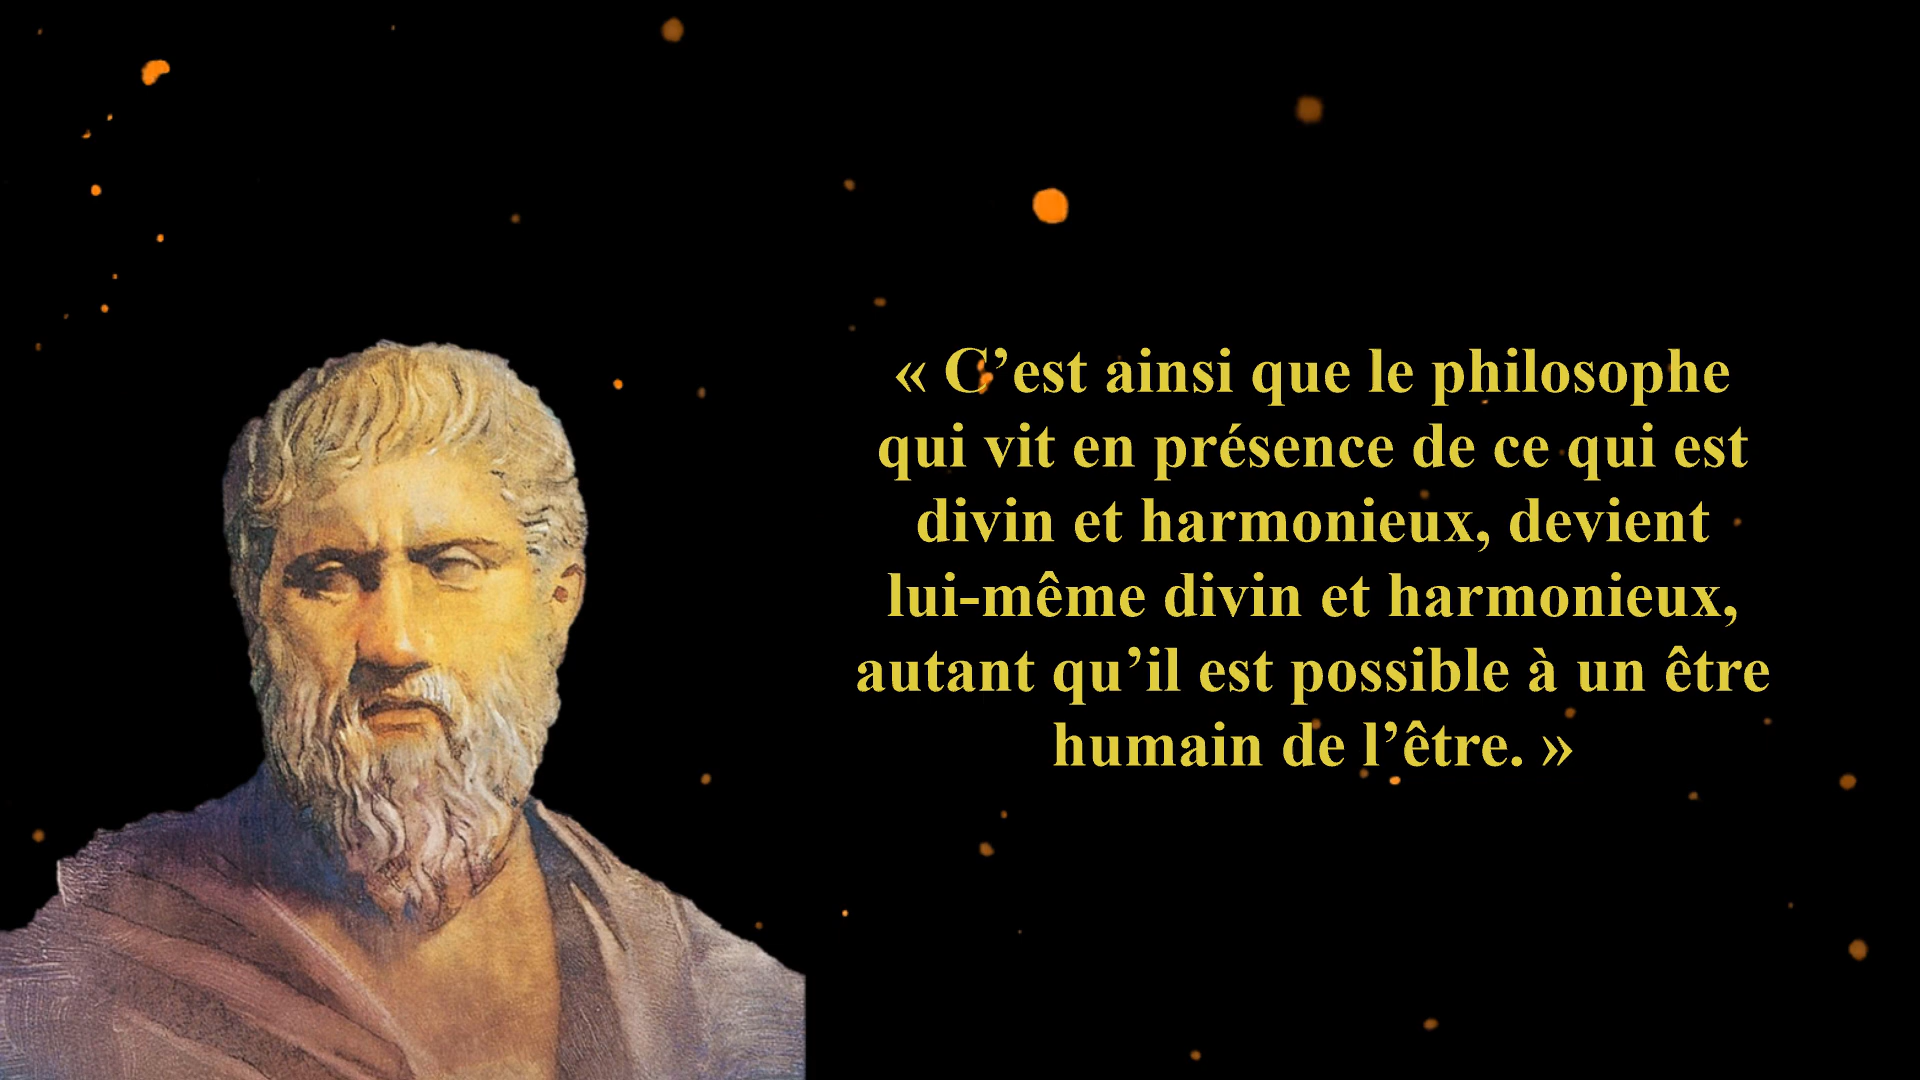 « C’est ainsi que le philosophe
qui vit en présence de ce qui est
divin et harmonieux, devient
lui-même divin et harmonieux,
autant qu’il est possible à un être
humain de l’être. »